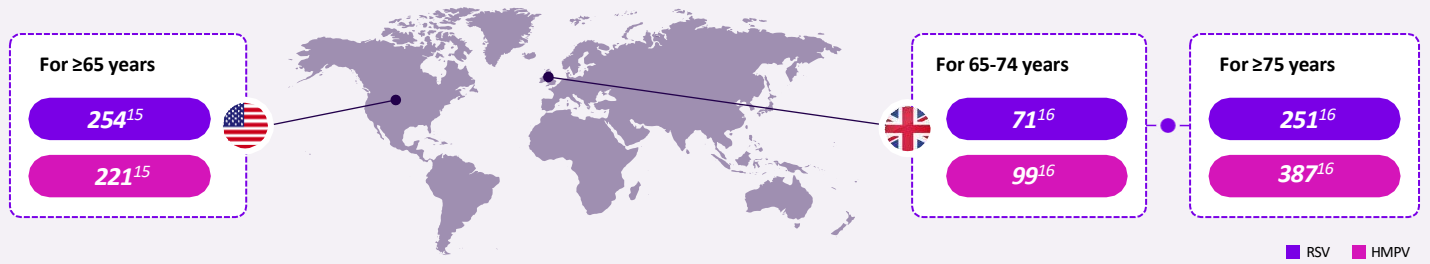 For ≥65 years
254¹⁵
221¹⁵
For 65-74 years
71¹⁶
99¹⁶
For ≥75 years
251¹⁶
387¹⁶
RSV
HMPV